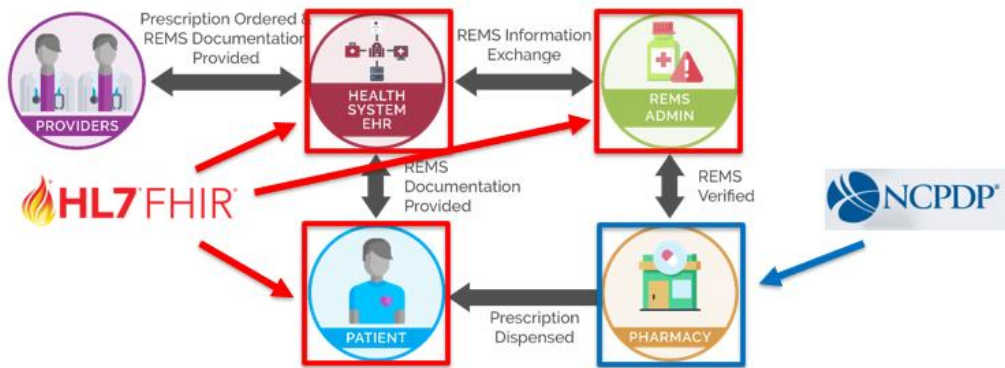 Prescription Ordered &
REMS Documentation
Provided
REMS Information
Exchange
PROVIDERS
HEALTH
SYSTEM
EHR
REMS
ADMIN
HL7® FHIR®
REMS
Documentation
Provided
REMS
Verified
NCPDP®
PATIENT
Prescription
Dispensed
PHARMACY